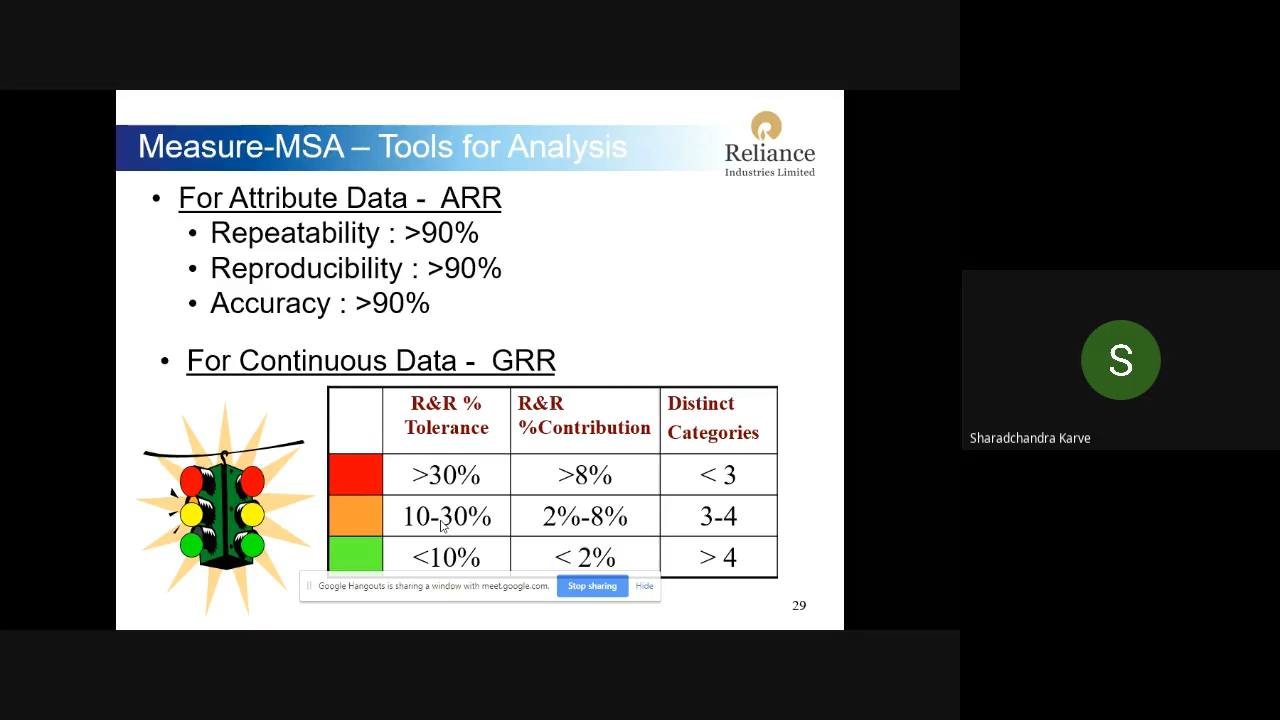 Measure-MSA – Tools for Analysis
Reliance
Industries Limited
• For Attribute Data - ARR
• Repeatability : >90%
• Reproducibility : >90%
• Accuracy : >90%
• For Continuous Data - GRR
R&R % Tolerance R&R %Contribution Distinct Categories
>30% >8% < 3
10-30% 2%-8% 3-4
<10% < 2% > 4
Google Hangouts is sharing a window with meet.google.com. Stop sharing Hide
29
S
Sharadchandra Karve